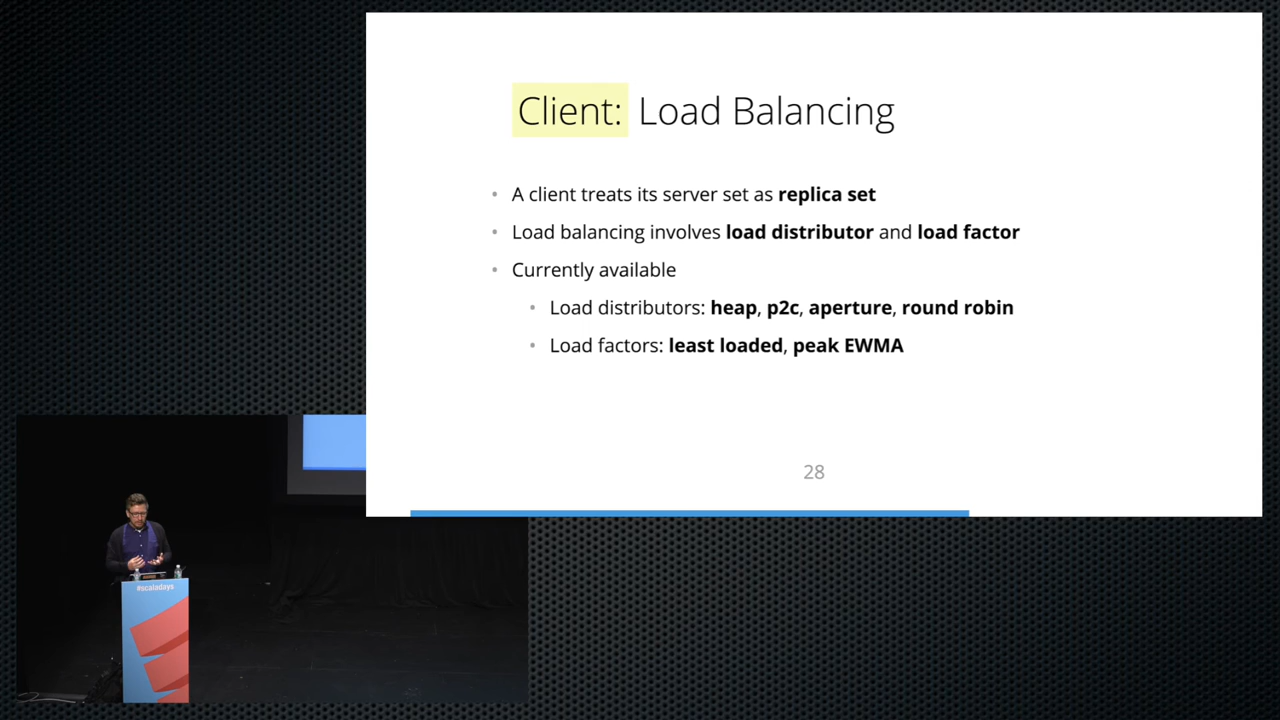 Client: Load Balancing
• A client treats its server set as replica set
• Load balancing involves load distributor and load factor
• Currently available
• Load distributors: heap, p2c, aperture, round robin
• Load factors: least loaded, peak EWMA
28
#scaladays